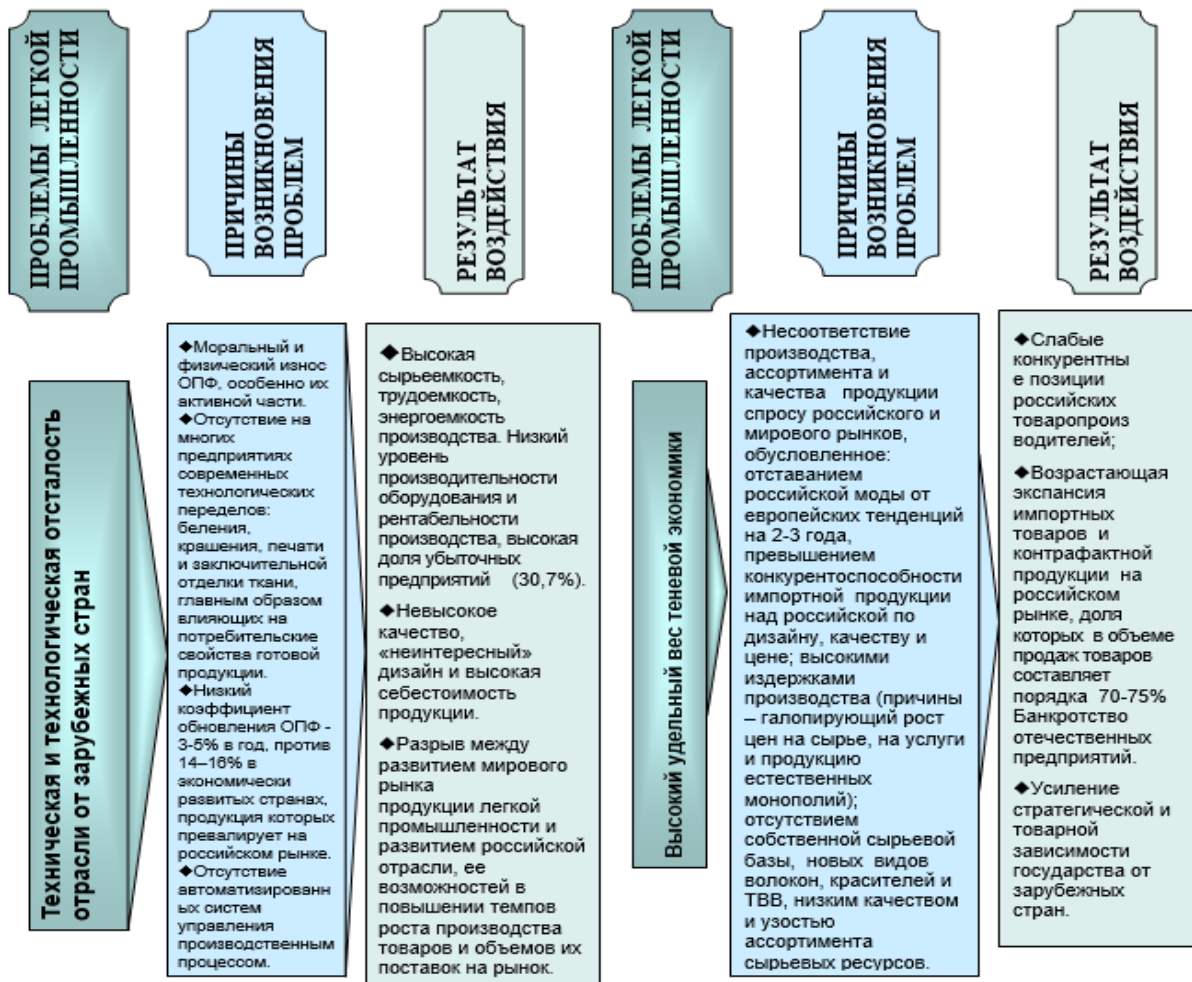 ПРОБЛЕМЫ ЛЕГКОЙ
ПРОМЫШЛЕННОСТИ
ПРИЧИНЫ
ВОЗНИКНОВЕНИЯ
ПРОБЛЕМ
РЕЗУЛЬТАТ
ВОЗДЕЙСТВИЯ
Техническая и технологическая отсталость
отрасли от зарубежных стран
◆Моральный и
физический износ
ОПФ, особенно их
активной части.
◆Отсутствие на
многих
предприятиях
современных
технологических
переделов:
беления,
крашения, печати
и заключительной
отделки ткани,
главным образом
влияющих на
потребительские
свойства готовой
продукции.
◆Низкий
коэффициент
обновления ОПФ -
3-5% в год, против
14–16% в
экономически
развитых странах,
продукция которых
превалирует на
российском рынке.
◆Отсутствие
автоматизированн
ых систем
управления
производственным
процессом.
◆Высокая
сырьеемкость,
трудоемкость,
энергоемкость
производства. Низкий
уровень
производительности
оборудования и
рентабельности
производства, высокая
доля убыточных
предприятий (30,7%).
◆Невысокое
качество,
«неинтересный»
дизайн и высокая
себестоимость
продукции.
◆Разрыв между
развитием мирового
рынка
продукции легкой
промышленности и
развитием российской
отрасли, ее
возможностей в
повышении темпов
роста производства
товаров и объемов их
поставок на рынок.
ПРОБЛЕМЫ ЛЕГКОЙ
ПРОМЫШЛЕННОСТИ
ПРИЧИНЫ
ВОЗНИКНОВЕНИЯ
ПРОБЛЕМ
РЕЗУЛЬТАТ
ВОЗДЕЙСТВИЯ
Высокий удельный вес теневой экономики
◆Несоответствие
производства,
ассортимента и
качества продукции
спросу российского и
мирового рынков,
обусловленное:
отставанием
российской моды от
европейских тенденций
на 2-3 года,
превышением
конкурентоспособности
импортной продукции
над российской по
дизайну, качеству и
цене; высокими
издержками
производства (причины
– галопирующий рост
цен на сырье, на услуги
и продукцию
естественных
монополий);
отсутствием
собственной сырьевой
базы, новых видов
волокон, красителей и
ТВВ, низким качеством
и узостью
ассортимента
сырьевых ресурсов.
◆Слабые
конкурентны
е позиции
российских
товаропроиз
водителей;
◆Возрастающая
экспансия
импортных
товаров и
контрафактной
продукции на
российском
рынке, доля
которых в объеме
продаж товаров
составляет
порядка 70-75%
Банкротство
отечественных
предприятий.
◆Усиление
стратегической и
товарной
зависимости
государства от
зарубежных
стран.